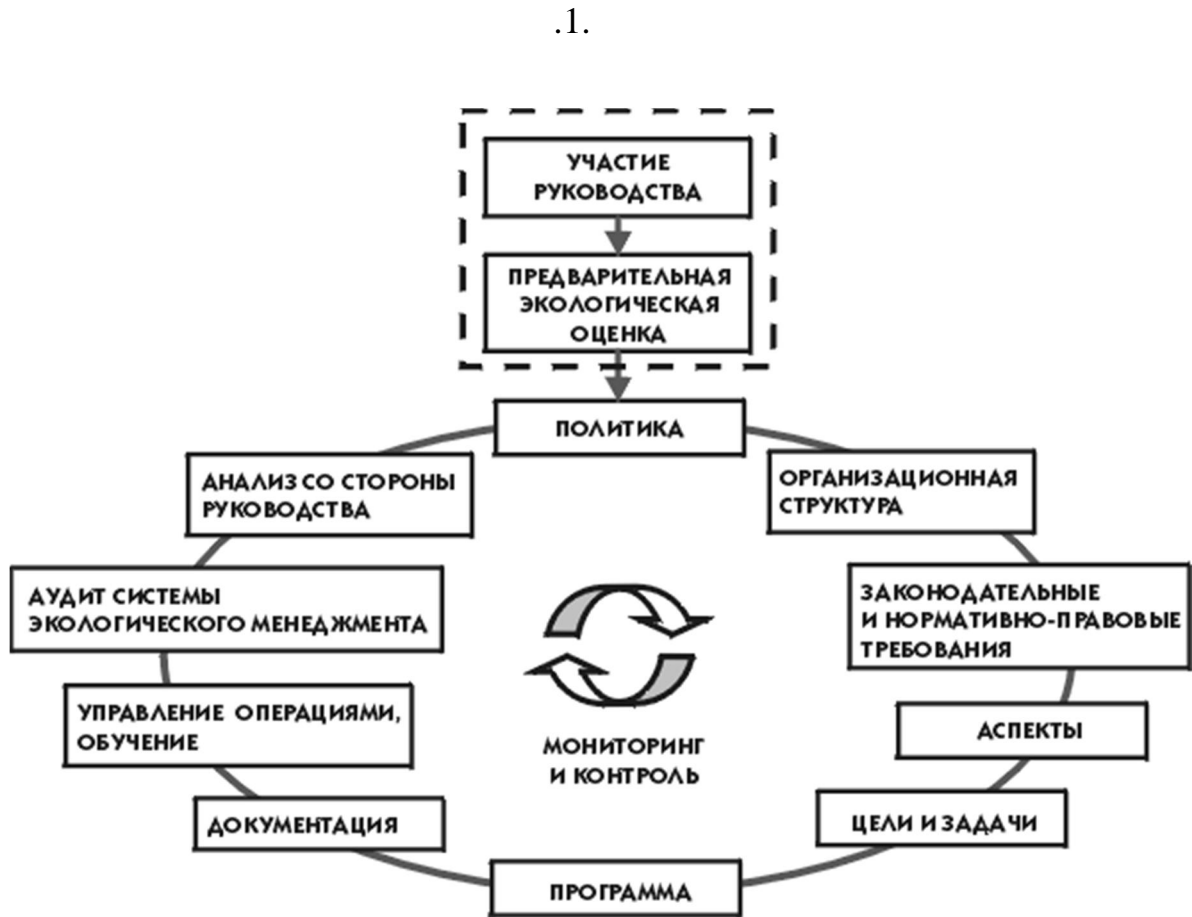 .1.
УЧАСТИЕ
РУКОВОДСТВА
ПРЕДВАРИТЕЛЬНАЯ
ЭКОЛОГИЧЕСКАЯ
ОЦЕНКА
ПОЛИТИКА
ОРГАНИЗАЦИОННАЯ
СТРУКТУРА
ЗАКОНОДАТЕЛЬНЫЕ
И НОРМАТИВНО-ПРАВОВЫЕ
ТРЕБОВАНИЯ
АСПЕКТЫ
ЦЕЛИ И ЗАДАЧИ
ПРОГРАММА
ДОКУМЕНТАЦИЯ
УПРАВЛЕНИЕ ОПЕРАЦИЯМИ,
ОБУЧЕНИЕ
АУДИТ СИСТЕМЫ
ЭКОЛОГИЧЕСКОГО МЕНЕДЖМЕНТА
АНАЛИЗ СО СТОРОНЫ
РУКОВОДСТВА
МОНИТОРИНГ
И КОНТРОЛЬ